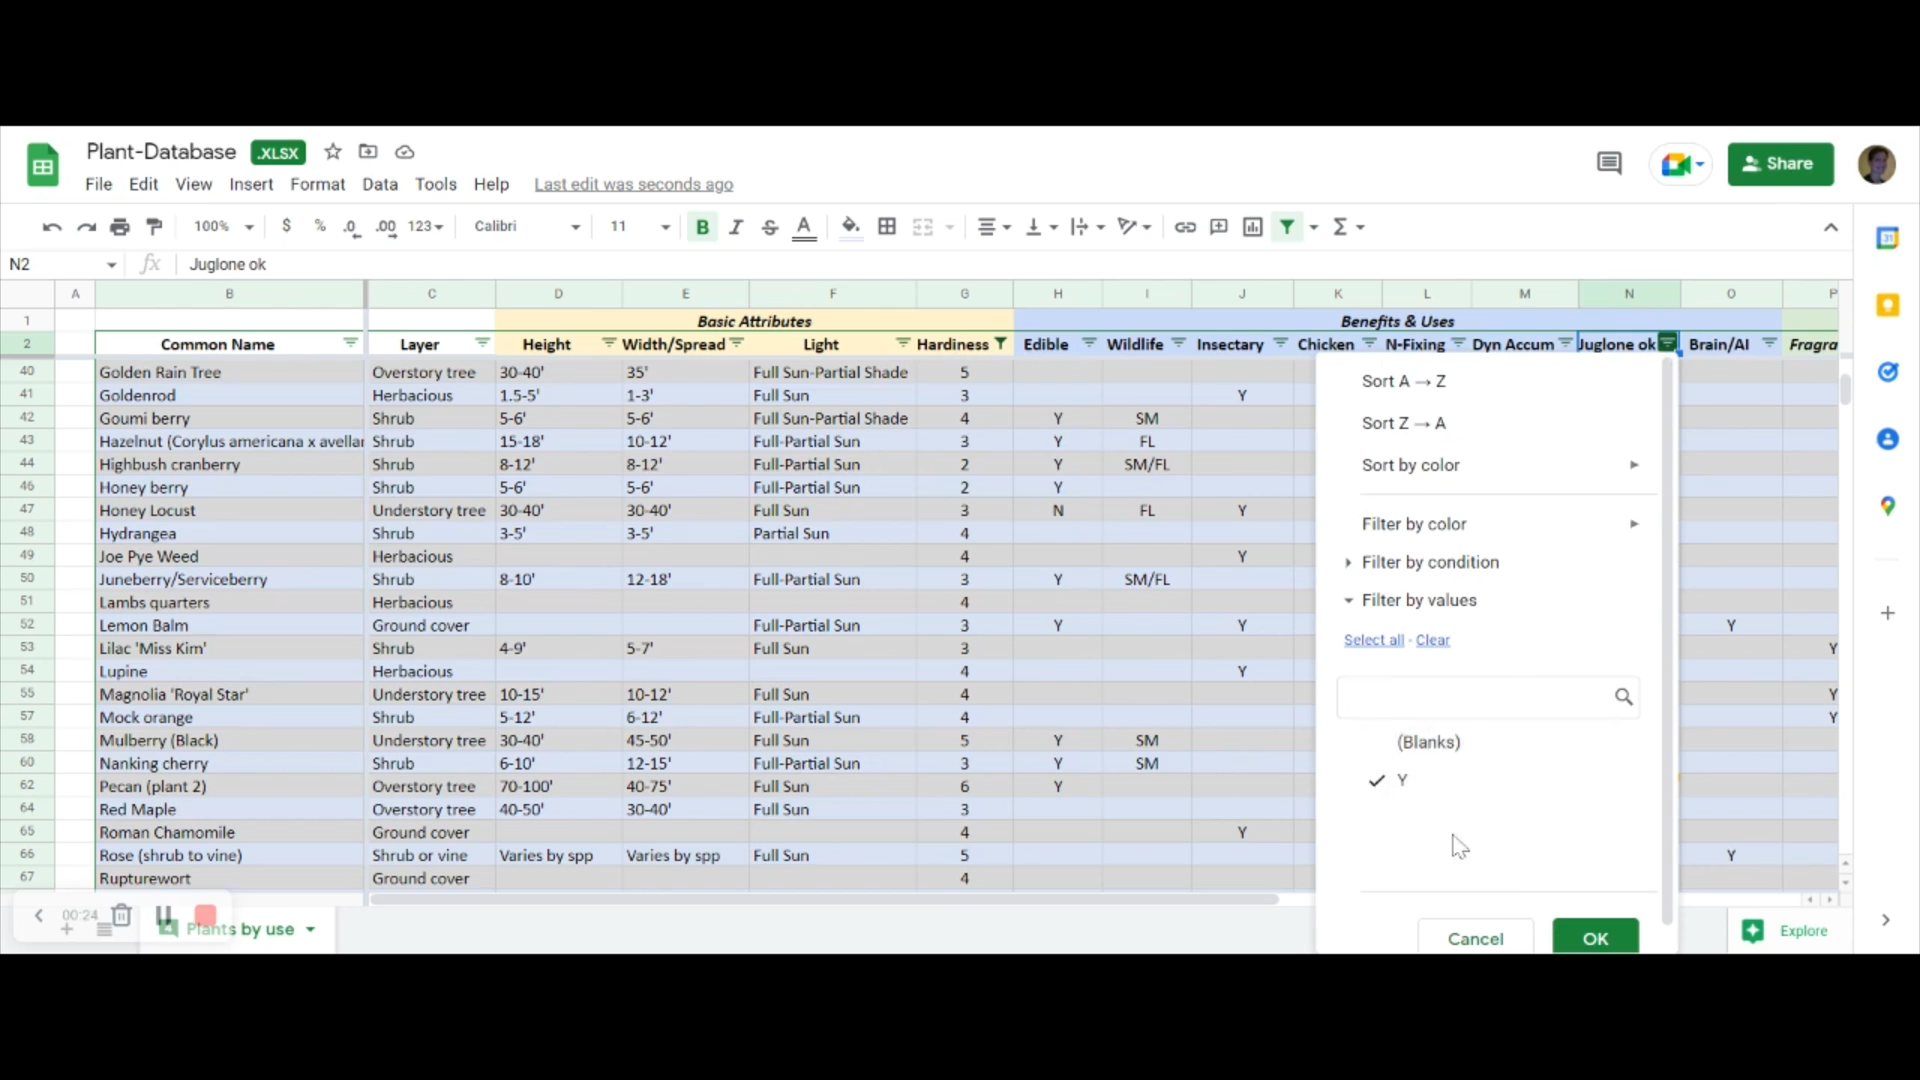 Plant-Database .XLSX
File Edit View Insert Format Data Tools Help Last edit was seconds ago
Share
100% $ % .0 .00 123 Calibri 11 B I S A
N2 fx Juglone ok
A B C D E F G H I J K L M N O P
1 Basic Attributes Benefits & Uses
2 Common Name Layer Height Width/Spread Light Hardiness Edible Wildlife Insectary Chicken N-Fixing Dyn Accum Juglone ok Brain/AI Fragra
40 Golden Rain Tree Overstory tree 30-40' 35' Full Sun-Partial Shade 5
41 Goldenrod Herbacious 1.5-5' 1-3' Full Sun 3 Y
42 Goumi berry Shrub 5-6' 5-6' Full Sun-Partial Shade 4 Y SM
43 Hazelnut (Corylus americana x avellar Shrub 15-18' 10-12' Full-Partial Sun 3 Y FL
44 Highbush cranberry Shrub 8-12' 8-12' Full-Partial Sun 2 Y SM/FL
46 Honey berry Shrub 5-6' 5-6' Full-Partial Sun 2 Y
47 Honey Locust Understory tree 30-40' 30-40' Full Sun 3 N FL Y
48 Hydrangea Shrub 3-5' 3-5' Partial Sun 4
49 Joe Pye Weed Herbacious 4 Y
50 Juneberry/Serviceberry Shrub 8-10' 12-18' Full-Partial Sun 3 Y SM/FL
51 Lambs quarters Herbacious 4
52 Lemon Balm Ground cover Full-Partial Sun 3 Y Y Y
53 Lilac 'Miss Kim' Shrub 4-9' 5-7' Full Sun 3 Y
54 Lupine Herbacious 4 Y
55 Magnolia 'Royal Star' Understory tree 10-15' 10-12' Full Sun 4 Y
57 Mock orange Shrub 5-12' 6-12' Full-Partial Sun 4 Y
58 Mulberry (Black) Understory tree 30-40' 45-50' Full Sun 5 Y SM
60 Nanking cherry Shrub 6-10' 12-15' Full-Partial Sun 3 Y SM
62 Pecan (plant 2) Overstory tree 70-100' 40-75' Full Sun 6 Y
64 Red Maple Overstory tree 40-50' 30-40' Full Sun 3
65 Roman Chamomile Ground cover 4 Y
66 Rose (shrub to vine) Shrub or vine Varies by spp Varies by spp Full Sun 5 Y
67 Rupturewort Ground cover 4
Sort A → Z
Sort Z → A
Sort by color
Filter by color
Filter by condition
Filter by values
Select all - Clear
(Blanks)
Y
Cancel OK
00:24
Plants by use
Explore
31